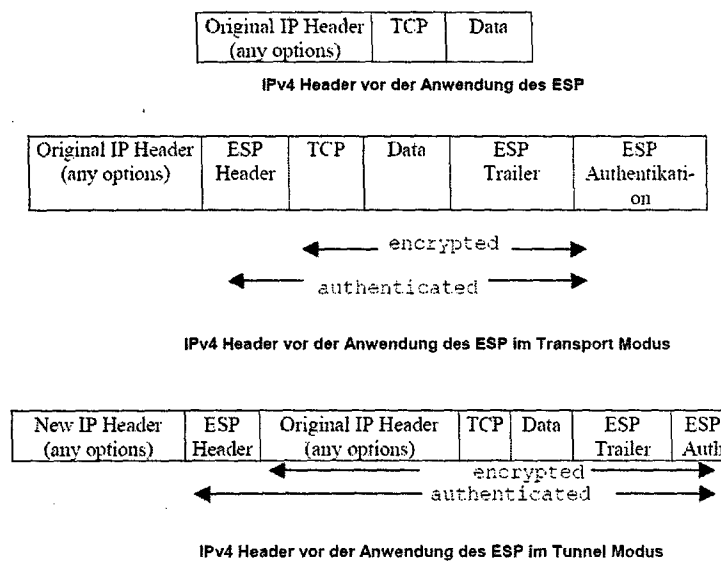 Original IP Header TCP Data
(any options)
IPv4 Header vor der Anwendung des ESP
Original IP Header ESP TCP Data ESP ESP
(any options) Header Trailer Authentikati-
on
encrypted
authenticated
IPv4 Header vor der Anwendung des ESP im Transport Modus
New IP Header ESP Original IP Header TCP Data ESP ESP
(any options) Header (any options) Trailer Auth
encrypted
authenticated
IPv4 Header vor der Anwendung des ESP im Tunnel Modus